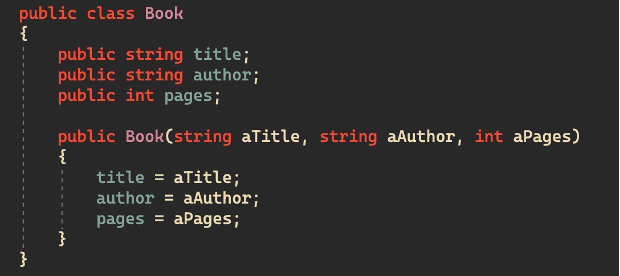 public class Book
{
    public string title;
    public string author;
    public int pages;

    public Book(string aTitle, string aAuthor, int aPages)
    {
        title = aTitle;
        author = aAuthor;
        pages = aPages;
    }
}